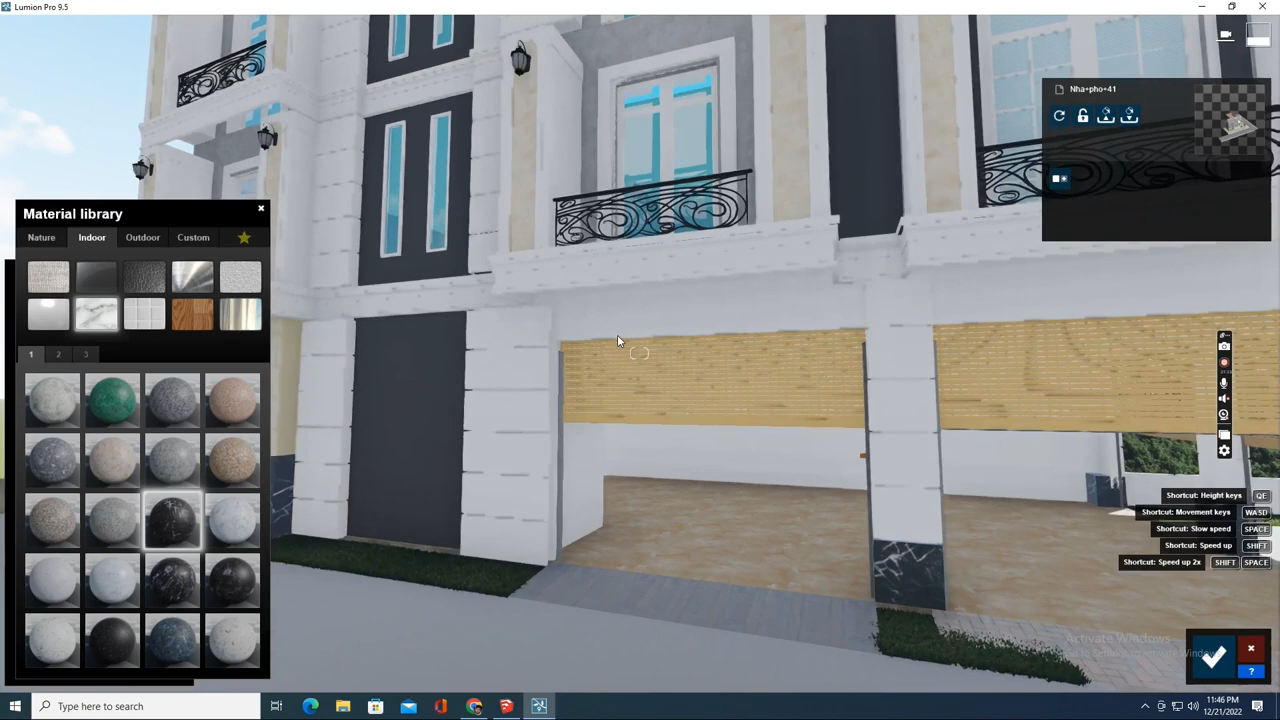 Lumion Pro 9.5
Nha+pho+41
Material library
Nature
Indoor
Outdoor
Custom
1
2
3
Shortcut: Height keys QE
Shortcut: Movement keys WASD
Shortcut: Slow speed SPACE
Shortcut: Speed up SHIFT
Shortcut: Speed up 2x SHIFT SPACE
Activate Windows
?
Type here to search
11:46 PM
12/21/2022